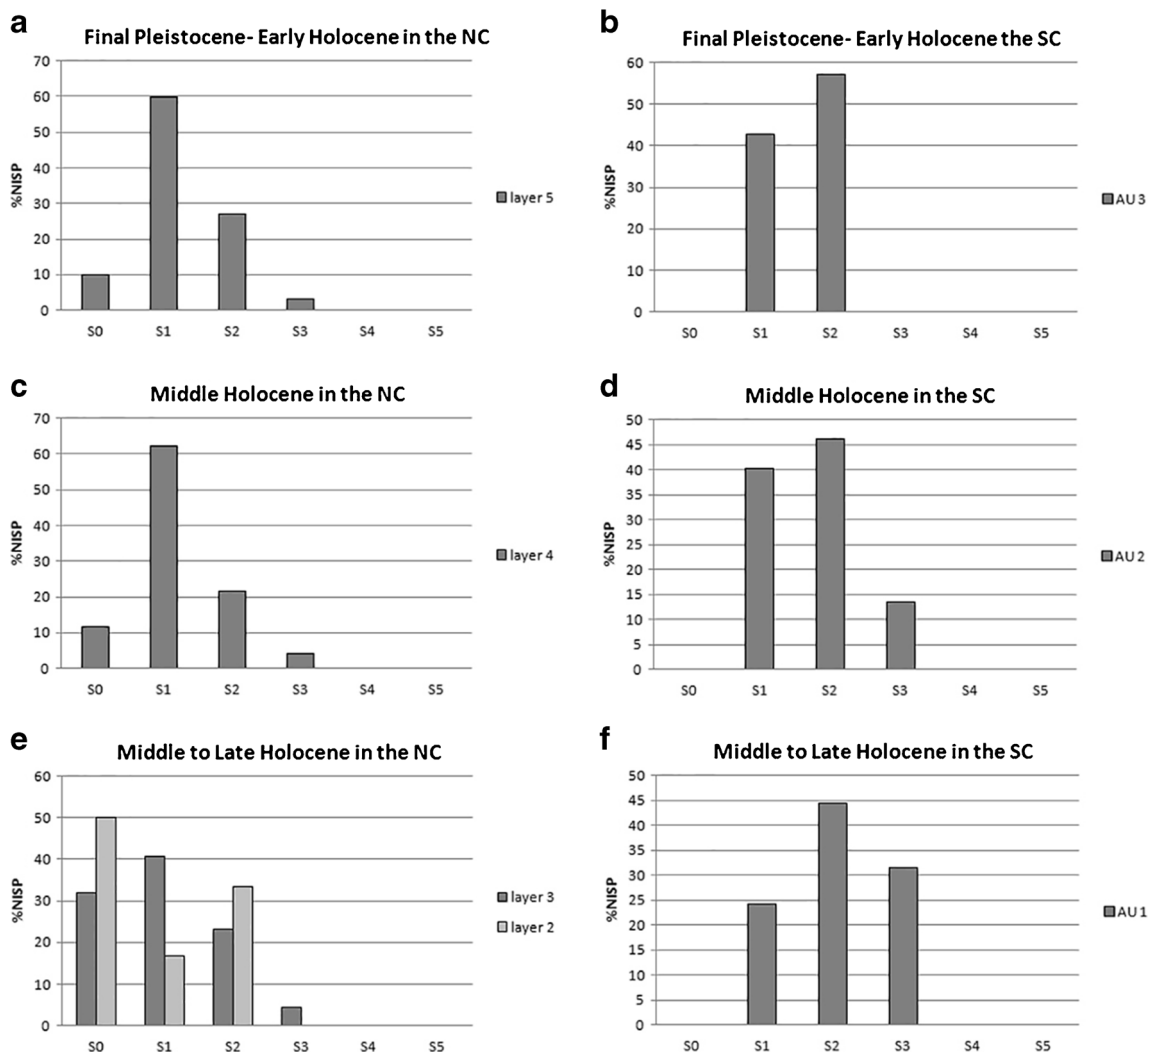 a
Final Pleistocene- Early Holocene in the NC
70
60
50
40
30
20
10
0
%NISP
S0 S1 S2 S3 S4 S5
layer 5
b
Final Pleistocene- Early Holocene the SC
60
50
40
30
20
10
0
%NISP
S0 S1 S2 S3 S4 S5
AU 3
c
Middle Holocene in the NC
70
60
50
40
30
20
10
0
%NISP
S0 S1 S2 S3 S4 S5
layer 4
d
Middle Holocene in the SC
50
45
40
35
30
25
20
15
10
5
0
%NISP
S0 S1 S2 S3 S4 S5
AU 2
e
Middle to Late Holocene in the NC
60
50
40
30
20
10
0
%NISP
S0 S1 S2 S3 S4 S5
layer 3
layer 2
f
Middle to Late Holocene in the SC
50
45
40
35
30
25
20
15
10
5
0
%NISP
S0 S1 S2 S3 S4 S5
AU 1